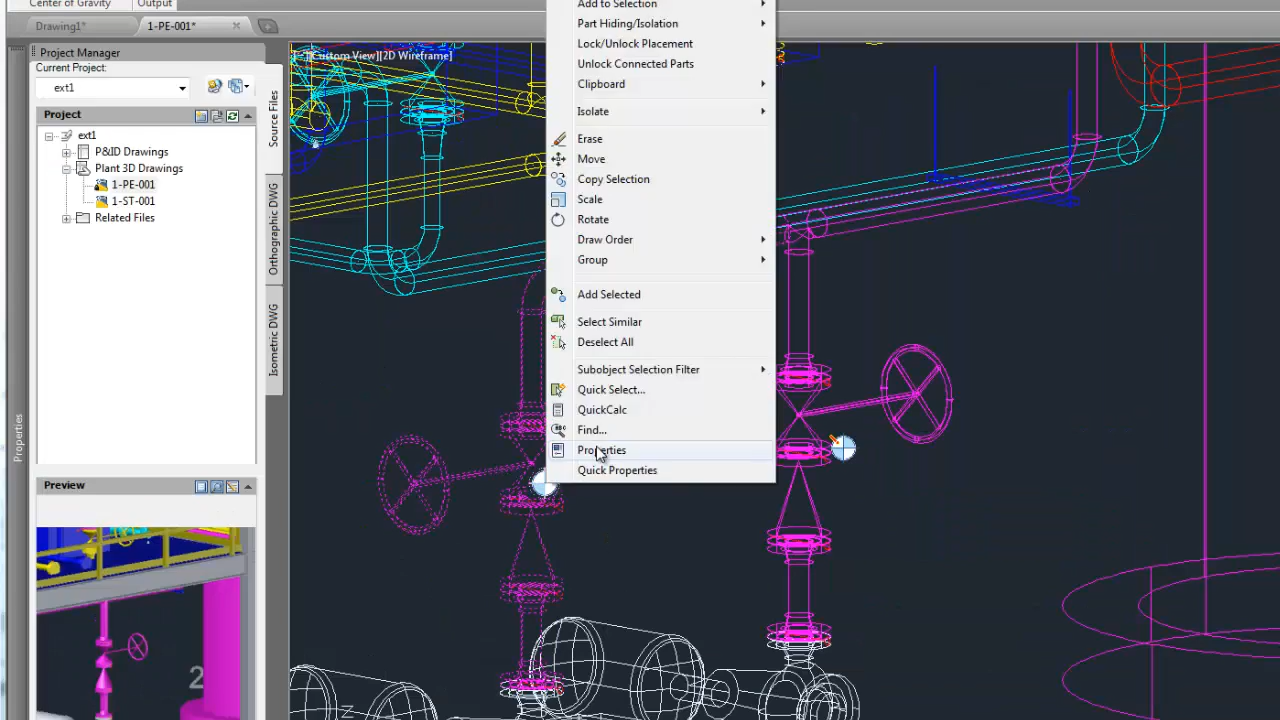 Center of Gravity
Output
Drawing1*
1-PE-001*
Project Manager
Current Project:
ext1
Project
ext1
P&ID Drawings
Plant 3D Drawings
1-PE-001
1-ST-001
Related Files
Source Files
Orthographic DWG
Isometric DWG
Properties
Preview
2
[Custom View][2D Wireframe]
Add to Selection
Part Hiding/Isolation
Lock/Unlock Placement
Unlock Connected Parts
Clipboard
Isolate
Erase
Move
Copy Selection
Scale
Rotate
Draw Order
Group
Add Selected
Select Similar
Deselect All
Subobject Selection Filter
Quick Select...
QuickCalc
Find...
Properties
Quick Properties
Z